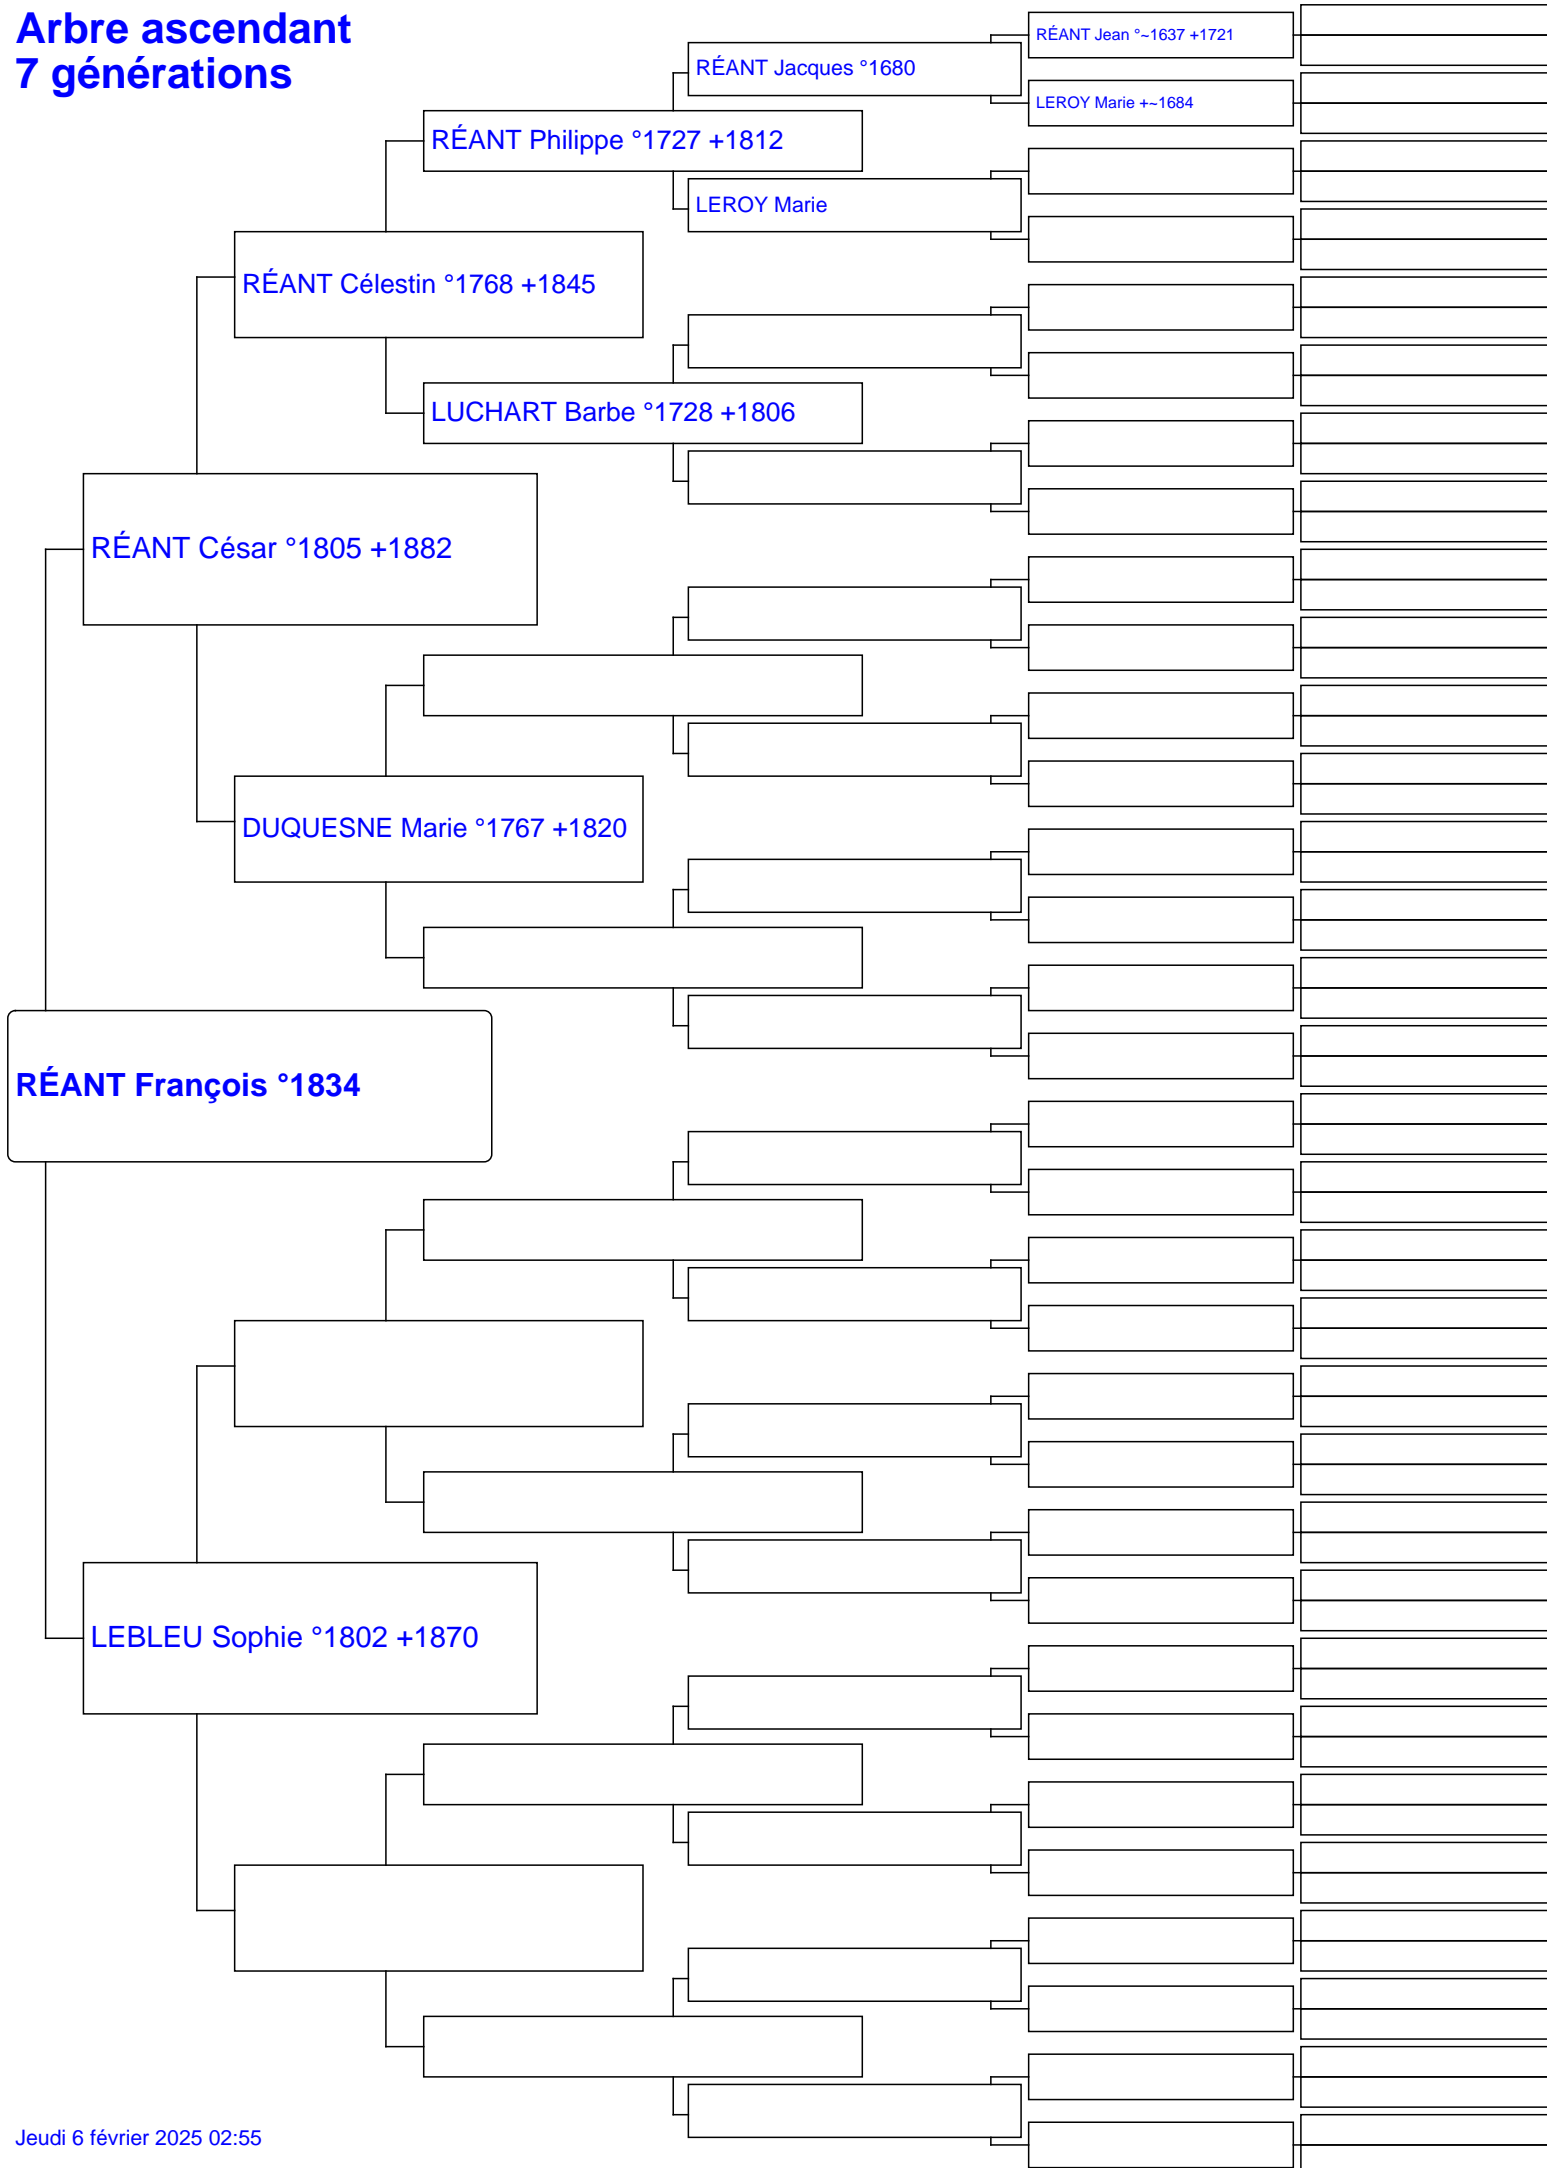 Arbre ascendant
7 générations
RÉANT Jean °~1637 +1721
RÉANT Jacques °1680
LEROY Marie +~1684
RÉANT Philippe °1727 +1812
LEROY Marie
RÉANT Célestin °1768 +1845
LUCHART Barbe °1728 +1806
RÉANT César °1805 +1882
DUQUESNE Marie °1767 +1820
RÉANT François °1834
LEBLEU Sophie °1802 +1870
Jeudi 6 février 2025 02:55